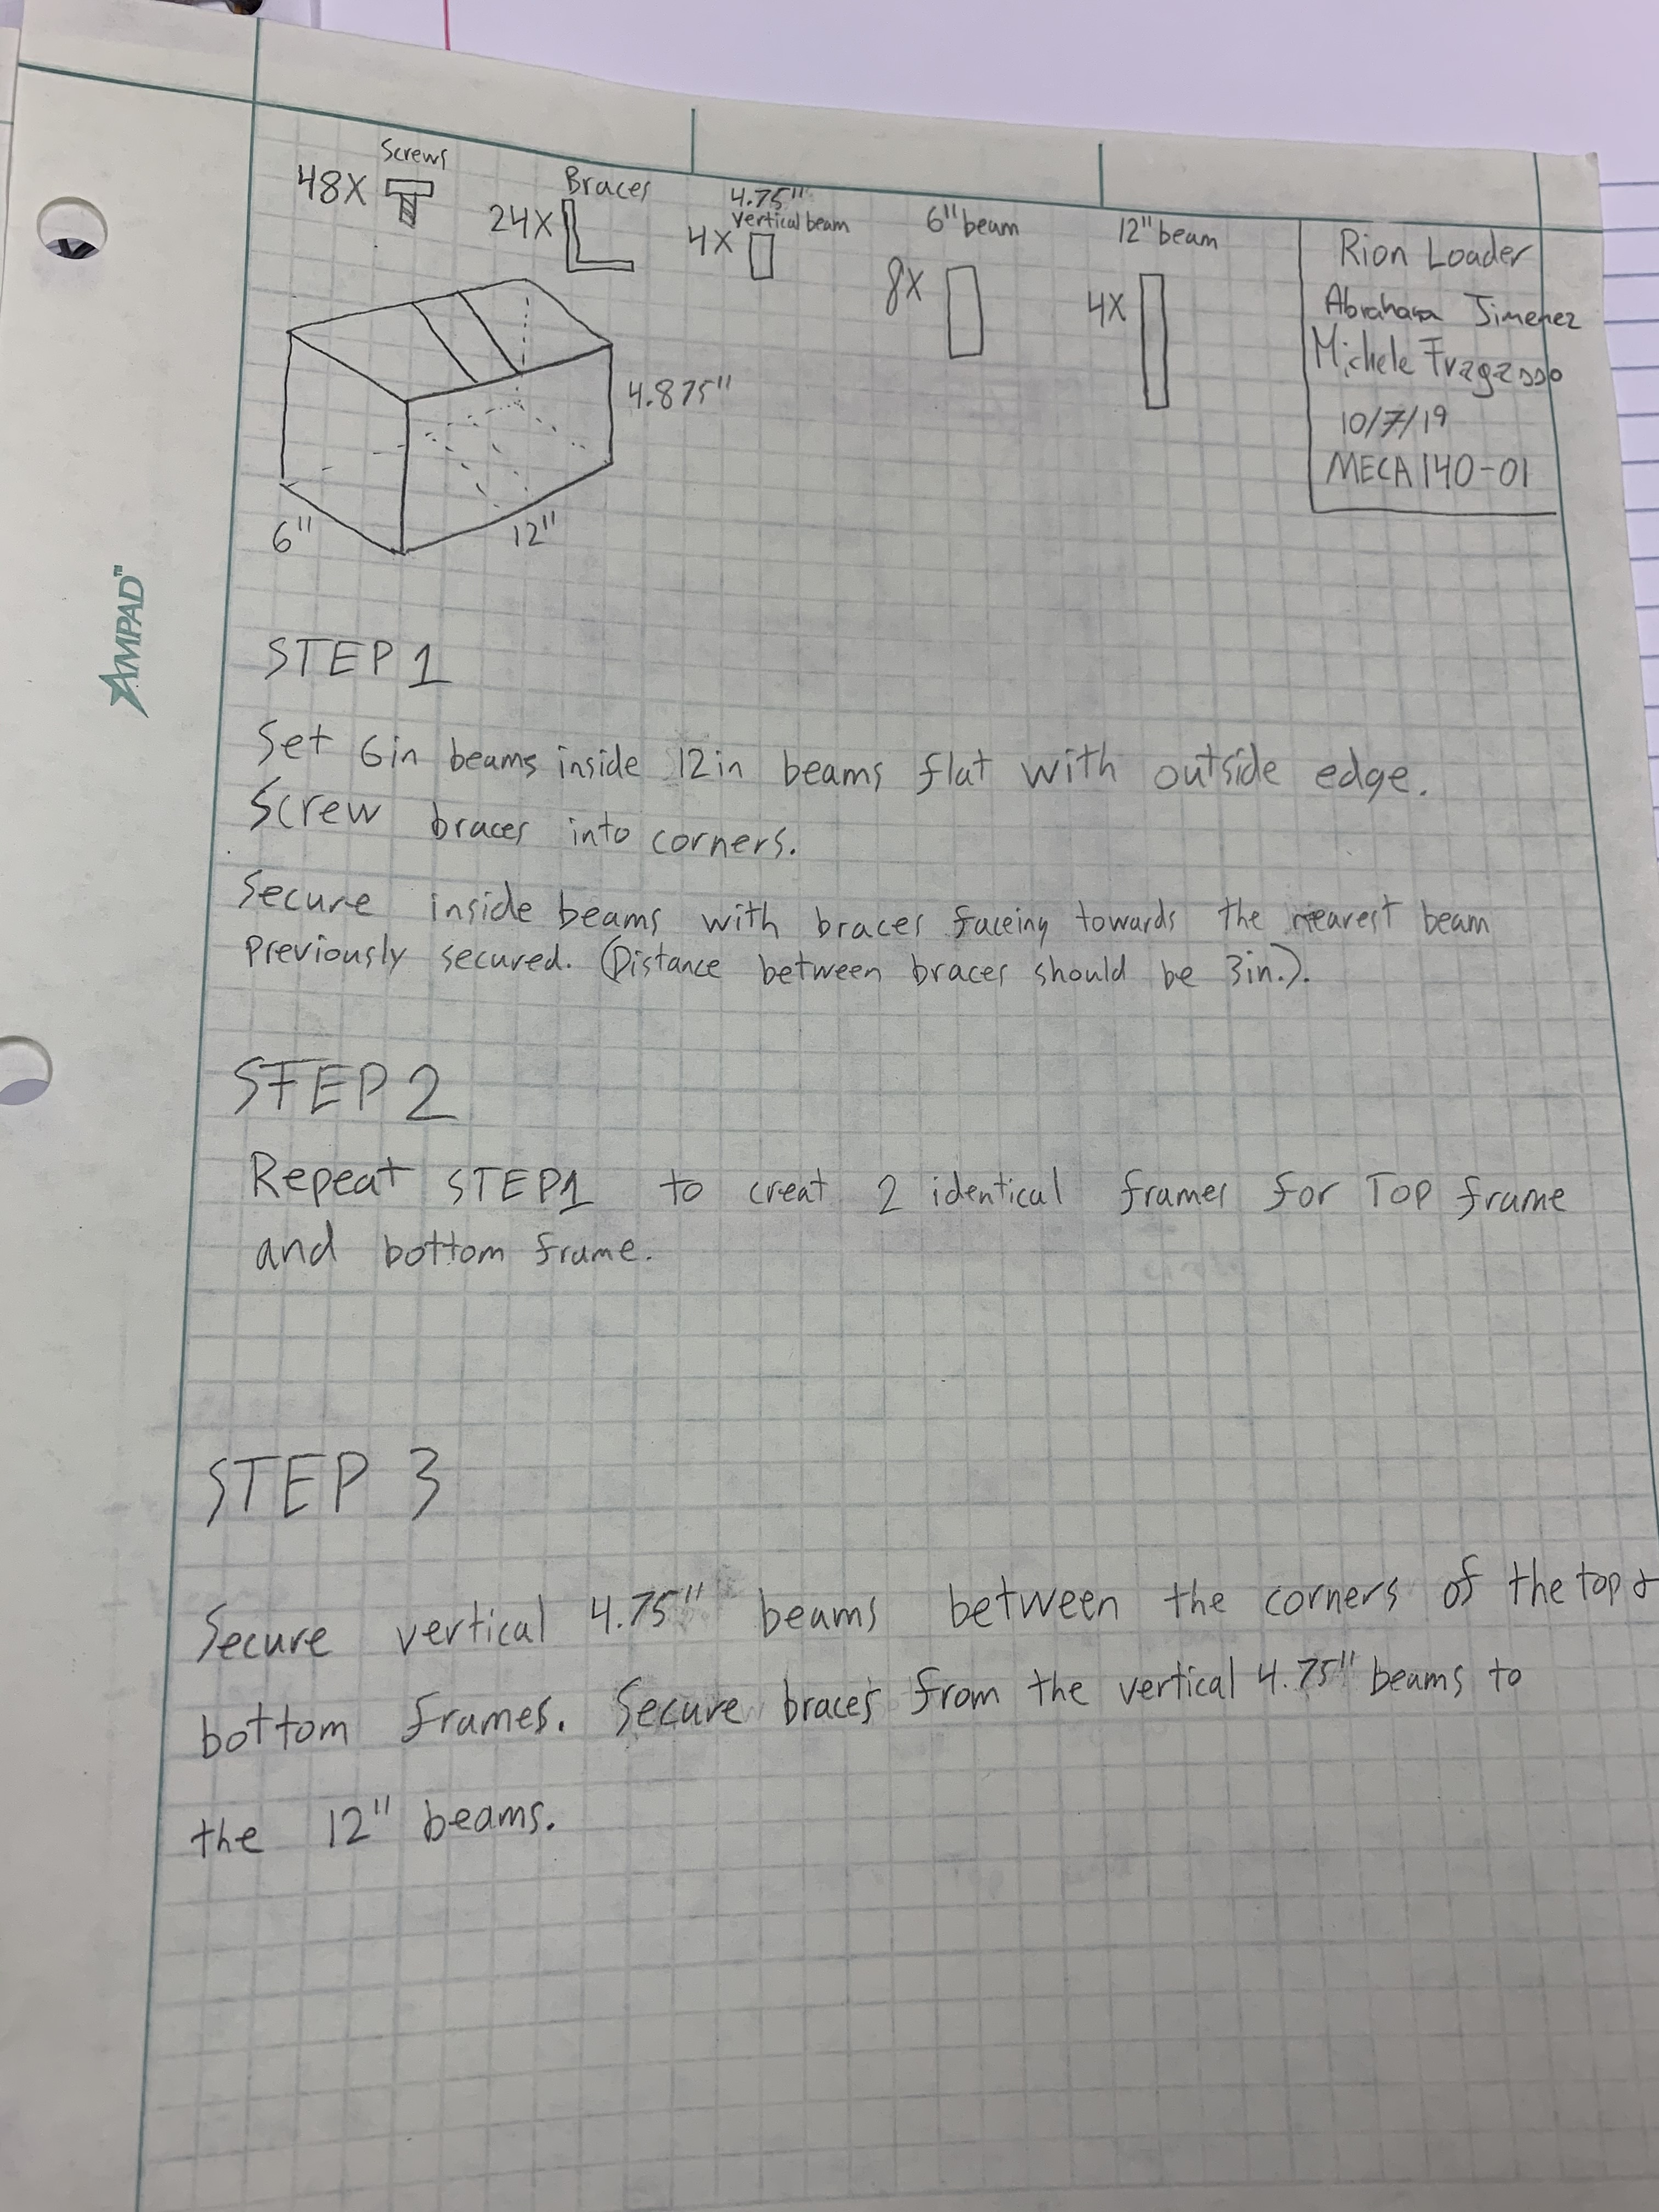 Screws
48X
Braces
24X
4.75"
vertical beam
4X
6" beam
8X
12" beam
4X
Rion Loader
Abraham Jimenez
Michele Fragasso
10/7/19
MECA 140-01
4.875"
6"
12"
AMPAD™
STEP 1
Set 6in beams inside 12in beams flat with outside edge.
Screw braces into corners.
Secure inside beams with braces faceing towards the nearest beam
previously secured. (Distance between braces should be 3in.).
STEP 2
Repeat STEP1 to creat 2 identical frames for Top frame
and bottom frame.
STEP 3
Secure vertical 4.75" beams between the corners of the top &
bottom frames. Secure braces from the vertical 4.75" beams to
the 12" beams.